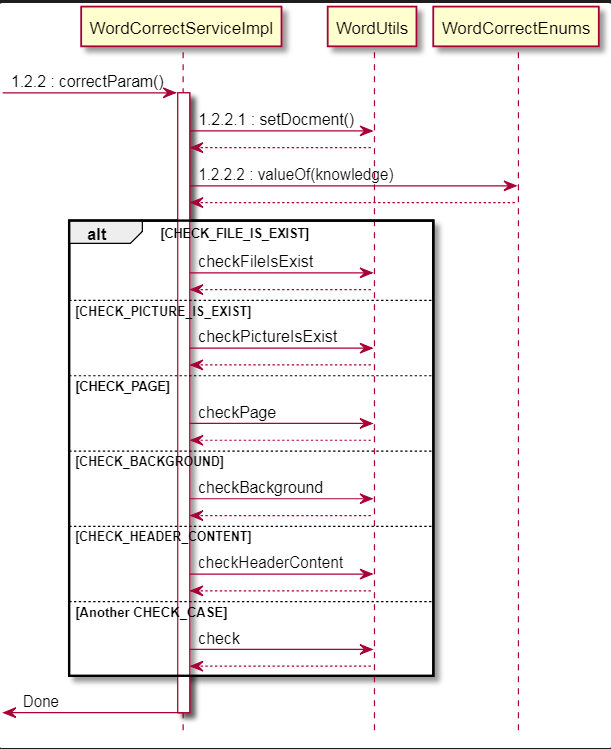 WordCorrectServiceImpl WordUtils WordCorrectEnums
1.2.2 : correctParam()
1.2.2.1 : setDocment()
1.2.2.2 : valueOf(knowledge)
alt [CHECK_FILE_IS_EXIST]
checkFileIsExist
[CHECK_PICTURE_IS_EXIST]
checkPictureIsExist
[CHECK_PAGE]
checkPage
[CHECK_BACKGROUND]
checkBackground
[CHECK_HEADER_CONTENT]
checkHeaderContent
[Another CHECK_CASE]
check
Done